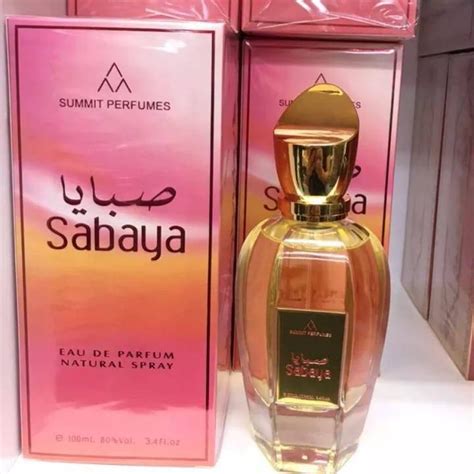 SUMMIT PERFUMES
صبايا
Sabaya
EAU DE PARFUM
NATURAL SPRAY
℮ 100ml. 80%vol. 3.4fl.oz
SUMMIT PERFUMES
SUMMIT PERFUMES
صبايا
Sabaya